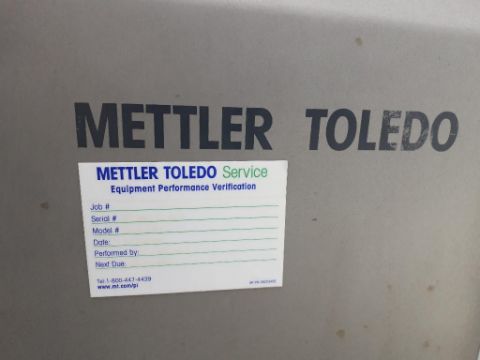 METTLER TOLEDO
METTLER TOLEDO Service
Equipment Performance Verification
Job #
Serial #
Model #
Date:
Performed by:
Next Due:
Tel.1-800-441-4439
www.mt.com/pi